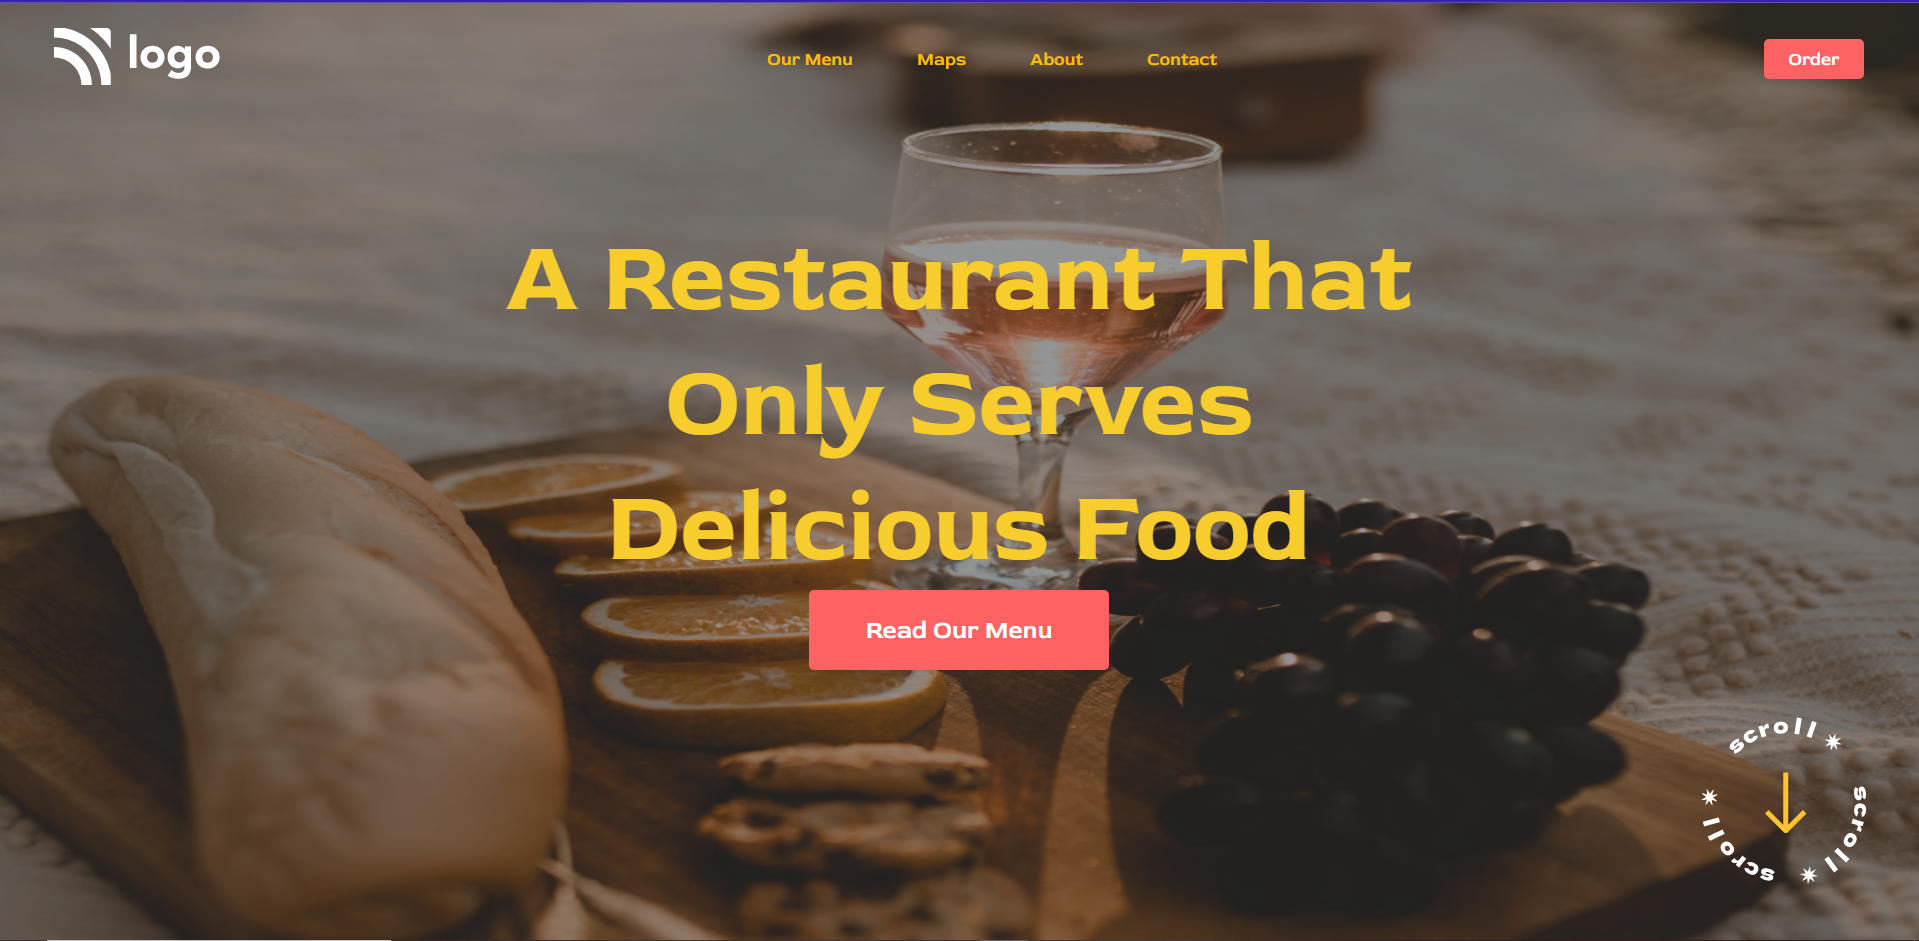 logo
Our Menu
Maps
About
Contact
Order
A Restaurant That
Only Serves
Delicious Food
Read Our Menu
scroll
scroll
scroll